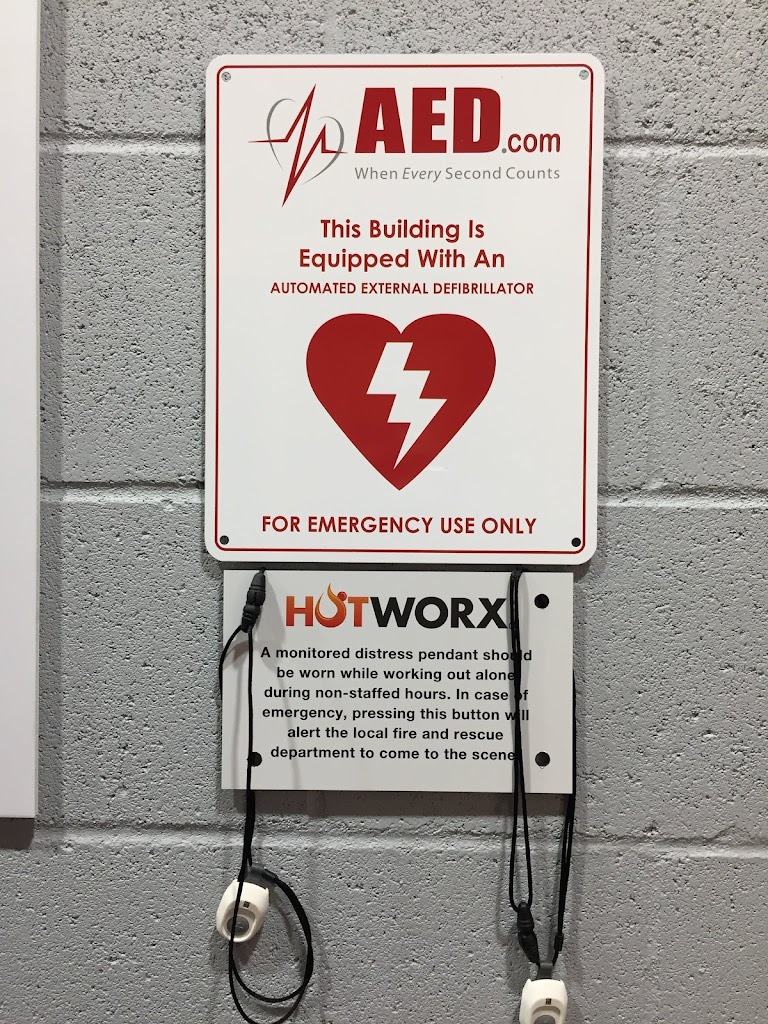 AED.com
When Every Second Counts
This Building Is
Equipped With An
AUTOMATED EXTERNAL DEFIBRILLATOR
FOR EMERGENCY USE ONLY
HOTWORX
A monitored distress pendant should
be worn while working out alone
during non-staffed hours. In case of
emergency, pressing this button will
alert the local fire and rescue
department to come to the scene.